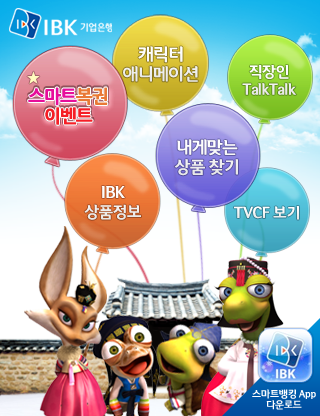 IBK 기업은행
캐릭터
애니메이션
직장인
TalkTalk
스마트복권
이벤트
내게맞는
상품 찾기
IBK
상품정보
TVCF 보기
IBK
스마트뱅킹 App
다운로드